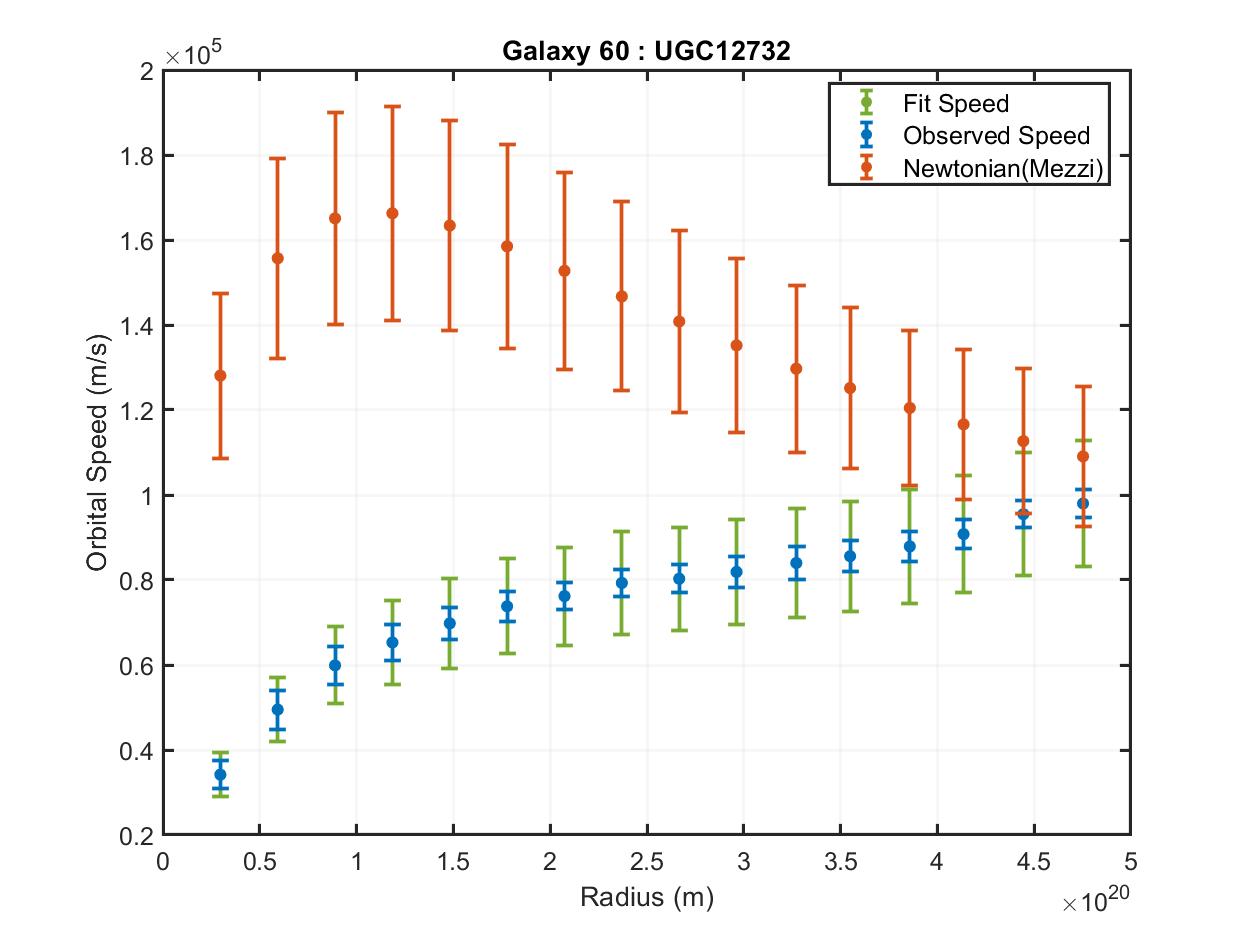 Galaxy 60 : UGC12732
×10^5
2
1.8
1.6
1.4
1.2
1
0.8
0.6
0.4
0.2
Orbital Speed (m/s)
Fit Speed
Observed Speed
Newtonian(Mezzi)
0 0.5 1 1.5 2 2.5 3 3.5 4 4.5 5
Radius (m)
×10^20